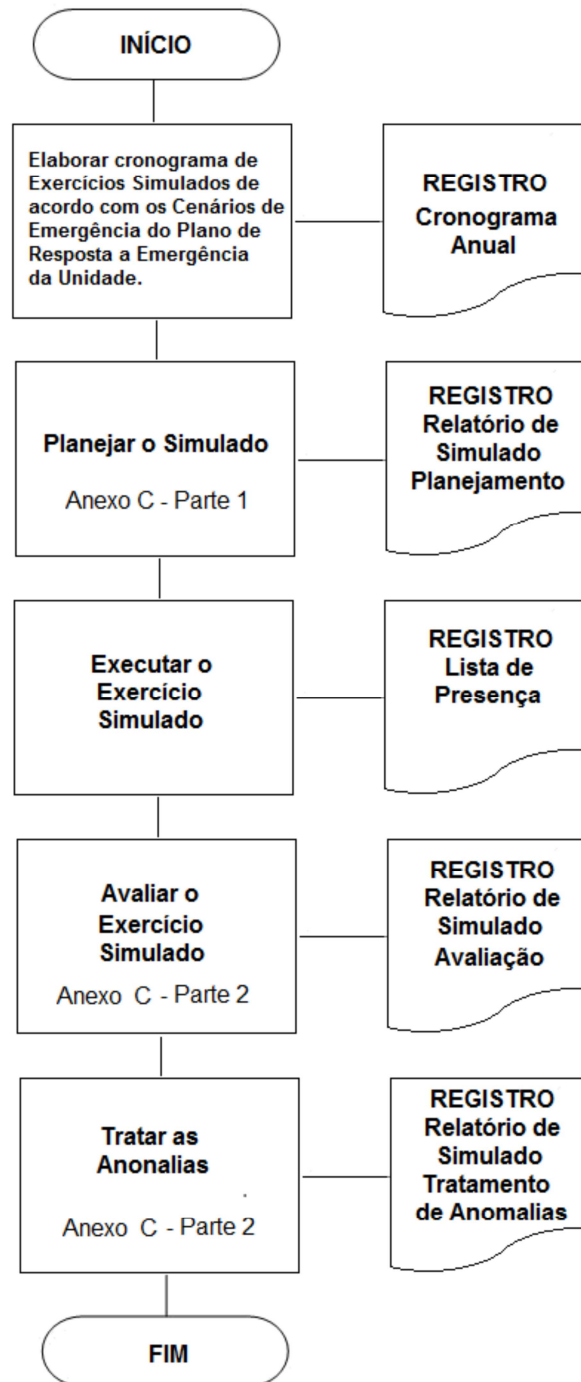 INÍCIO
Elaborar cronograma de
Exercícios Simulados de
acordo com os Cenários de
Emergência do Plano de
Resposta a Emergência
da Unidade.
REGISTRO
Cronograma
Anual
Planejar o Simulado
Anexo C - Parte 1
REGISTRO
Relatório de
Simulado
Planejamento
Executar o
Exercício
Simulado
REGISTRO
Lista de
Presença
Avaliar o
Exercício
Simulado
Anexo C - Parte 2
REGISTRO
Relatório de
Simulado
Avaliação
Tratar as
Anonalias
Anexo C - Parte 2
REGISTRO
Relatório de
Simulado
Tratamento
de Anomalias
FIM